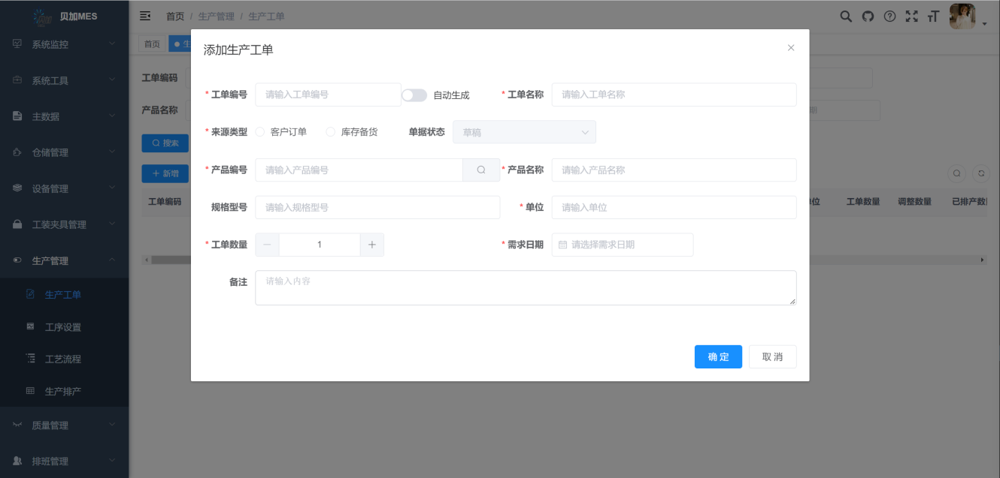 贝加MES
首页 / 生产管理 / 生产工单
系统监控
首页
系统工具
主数据
仓储管理
设备管理
工装夹具管理
生产管理
生产工单
工序设置
工艺流程
生产排产
质量管理
排班管理
工单编码
产品名称
搜索
新增
工单编码
工单数量 调整数量 已排产数
添加生产工单
* 工单编号 请输入工单编号 自动生成 * 工单名称 请输入工单名称
* 来源类型 客户订单 库存备货 单据状态 草稿
* 产品编号 请输入产品编号 * 产品名称 请输入产品名称
规格型号 请输入规格型号 * 单位 请输入单位
* 工单数量 1 * 需求日期 请选择需求日期
备注 请输入内容
确 定 取 消